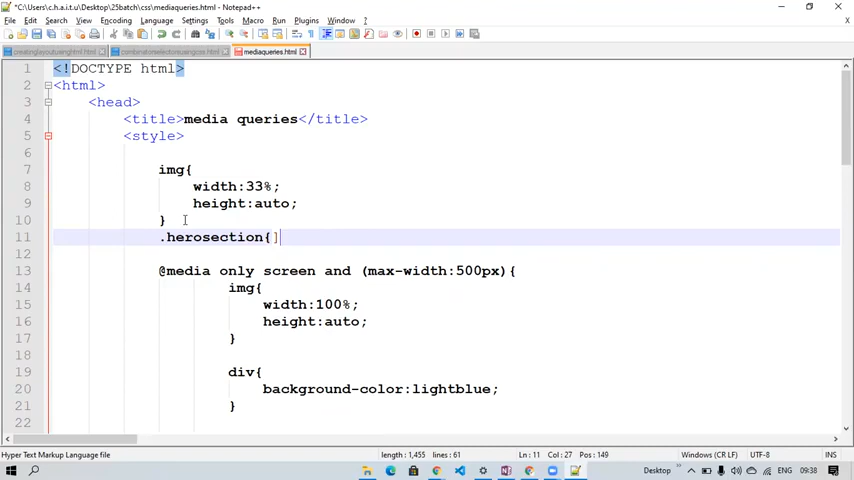 *C:\Users\c.h.a.i.t.u\Desktop\25batch\css\mediaqueries.html - Notepad++
File Edit Search View Encoding Language Settings Tools Macro Run Plugins Window ?
creatinglayoutusinghtml.html combinatorselectorsusingcss.html mediaqueries.html
1 <!DOCTYPE html>
2 <html>
3 <head>
4 <title>media queries</title>
5 <style>
6
7 img{
8 width:33%;
9 height:auto;
10 }
11 .herosection{]
12
13 @media only screen and (max-width:500px){
14 img{
15 width:100%;
16 height:auto;
17 }
18
19 div{
20 background-color:lightblue;
21 }
22
Hyper Text Markup Language file length : 1,455 lines : 61 Ln : 11 Col : 27 Pos : 149 Windows (CR LF) UTF-8 INS
Desktop ENG 09:38